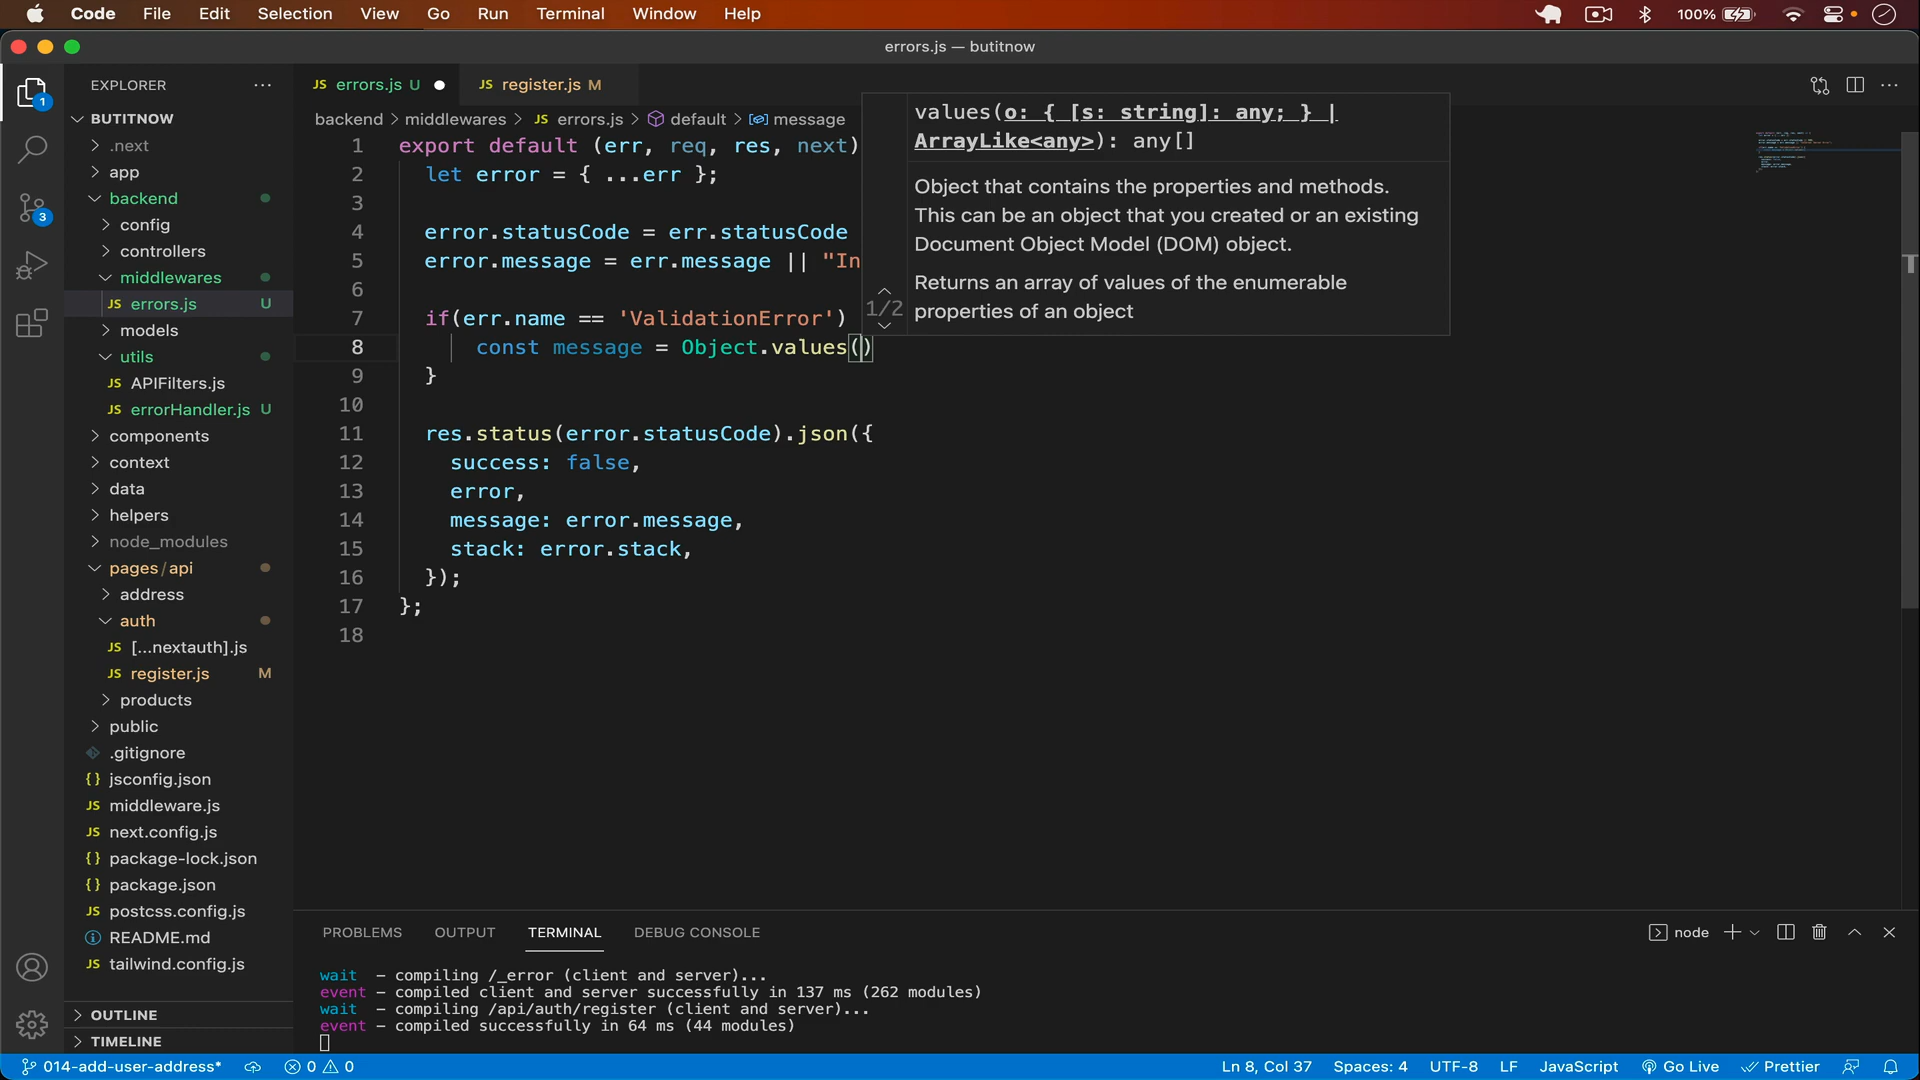 Code File Edit Selection View Go Run Terminal Window Help 100%
errors.js — butitnow
EXPLORER
errors.js U
register.js M
backend > middlewares > JS errors.js > default > message
BUTITNOW
.next
app
backend
config
controllers
middlewares
JS errors.js U
models
utils
JS APIFilters.js
JS errorHandler.js U
components
context
data
helpers
node_modules
pages/api
address
auth
JS [...nextauth].js
JS register.js M
products
public
.gitignore
{} jsconfig.json
JS middleware.js
JS next.config.js
{} package-lock.json
{} package.json
JS postcss.config.js
README.md
JS tailwind.config.js
OUTLINE
TIMELINE
1 export default (err, req, res, next)
2 let error = { ...err };
3
4 error.statusCode = err.statusCode
5 error.message = err.message || "In
6
7 if(err.name == 'ValidationError')
8 const message = Object.values()
9 }
10
11 res.status(error.statusCode).json({
12 success: false,
13 error,
14 message: error.message,
15 stack: error.stack,
16 });
17 };
18
values(o: { [s: string]: any; } |
ArrayLike<any>): any[]
Object that contains the properties and methods.
This can be an object that you created or an existing
Document Object Model (DOM) object.
Returns an array of values of the enumerable
properties of an object
1/2
PROBLEMS OUTPUT TERMINAL DEBUG CONSOLE node
wait – compiling /_error (client and server)...
event – compiled client and server successfully in 137 ms (262 modules)
wait – compiling /api/auth/register (client and server)...
event – compiled successfully in 64 ms (44 modules)
1
3
014-add-user-address* 0 0 Ln 8, Col 37 Spaces: 4 UTF-8 LF JavaScript Go Live Prettier